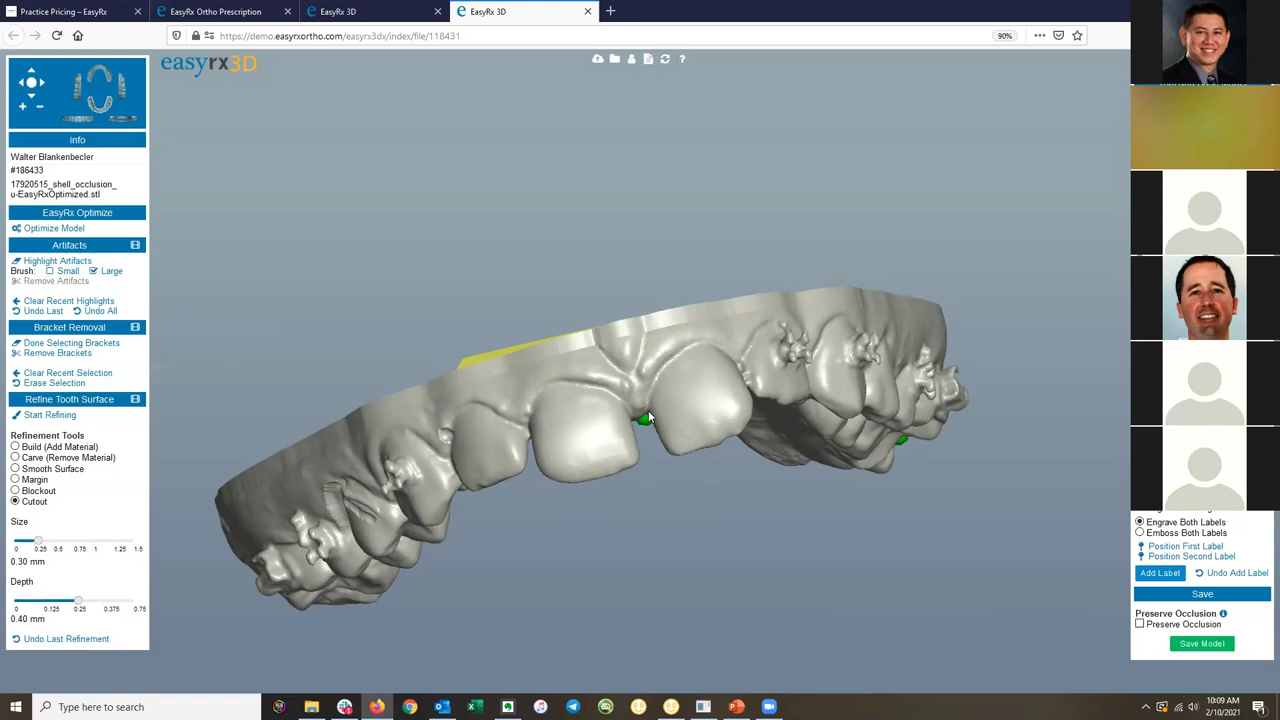 Practice Pricing – EasyRx
EasyRx Ortho Prescription
EasyRx 3D
EasyRx 3D
https://demo.easyrxortho.com/easyrx3dx/index/file/118431
90%
easyrx3D
Info
Walter Blankenbecler
#186433
17920515_shell_occlusion_
u-EasyRxOptimized.stl
EasyRx Optimize
Optimize Model
Artifacts
Highlight Artifacts
Brush: Small Large
Remove Artifacts
Clear Recent Highlights
Undo Last Undo All
Bracket Removal
Done Selecting Brackets
Remove Brackets
Clear Recent Selection
Erase Selection
Refine Tooth Surface
Start Refining
Refinement Tools
Build (Add Material)
Carve (Remove Material)
Smooth Surface
Margin
Blockout
Cutout
Size
0 0.25 0.5 0.75 1 1.25 1.5
0.30 mm
Depth
0 0.125 0.25 0.375 0.75
0.40 mm
Undo Last Refinement
Engrave Both Labels
Emboss Both Labels
Position First Label
Position Second Label
Add Label Undo Add Label
Save
Preserve Occlusion
Preserve Occlusion
Save Model
Type here to search
10:09 AM
2/10/2021